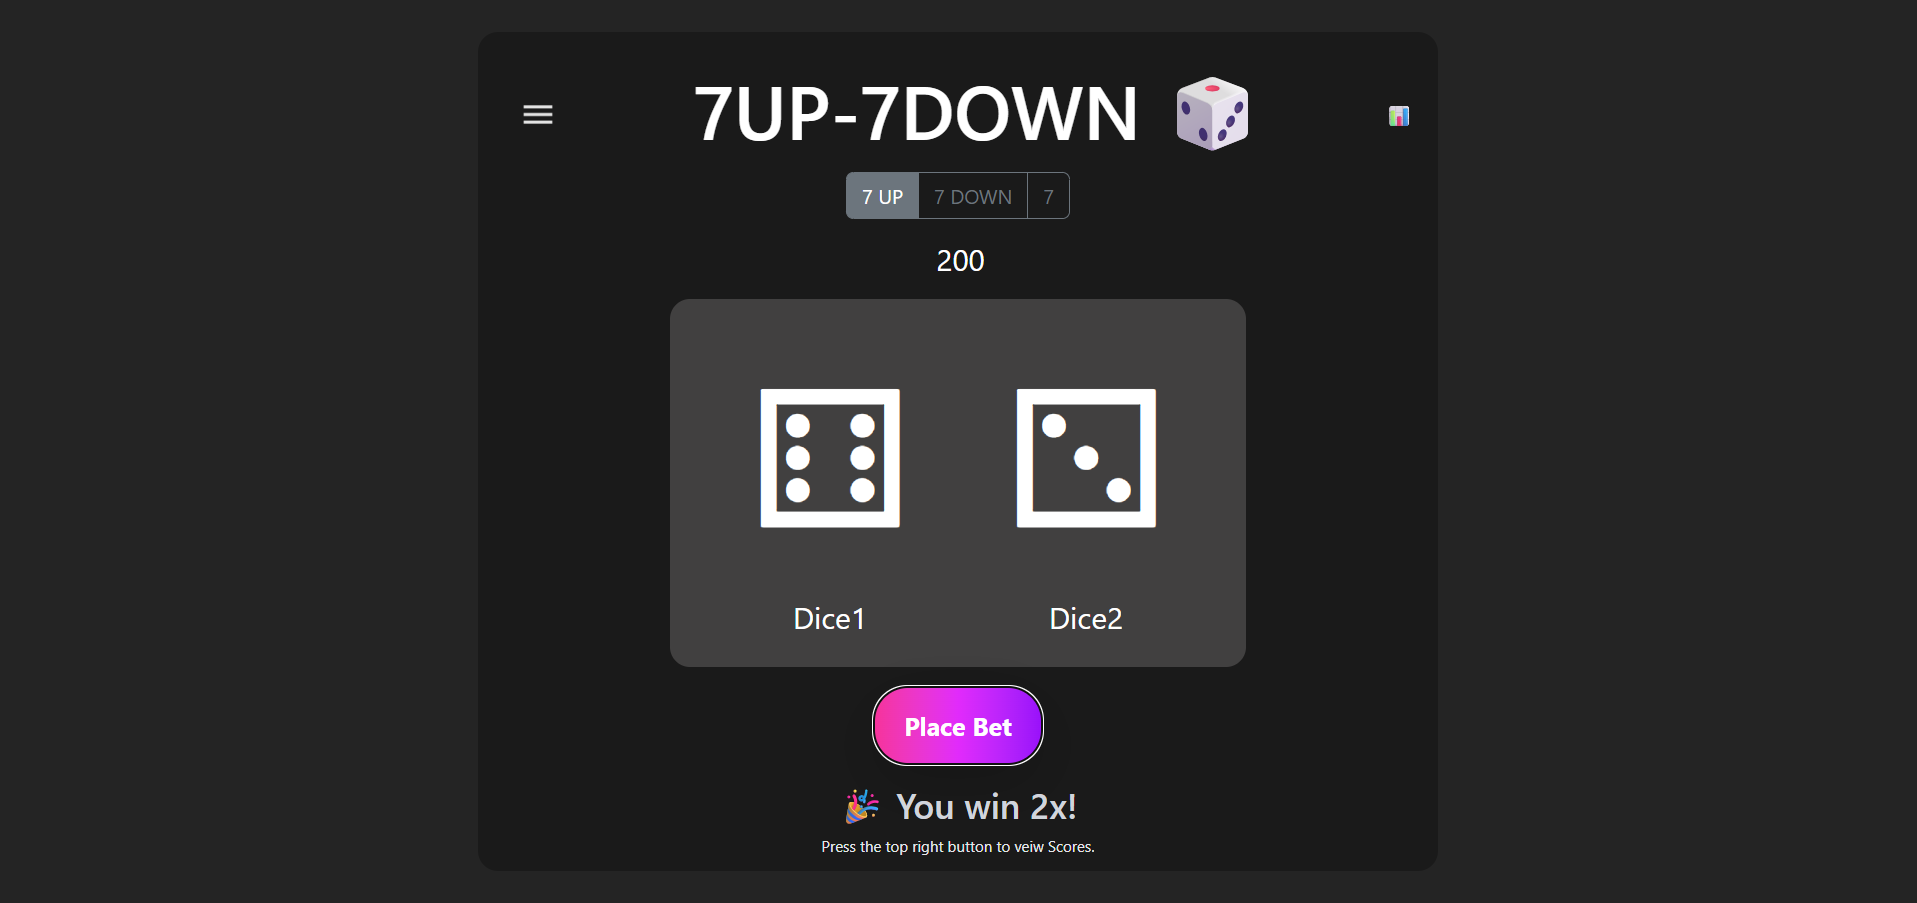 7UP-7DOWN
7 UP 7 DOWN 7
200
Dice1 Dice2
Place Bet
You win 2x!
Press the top right button to veiw Scores.